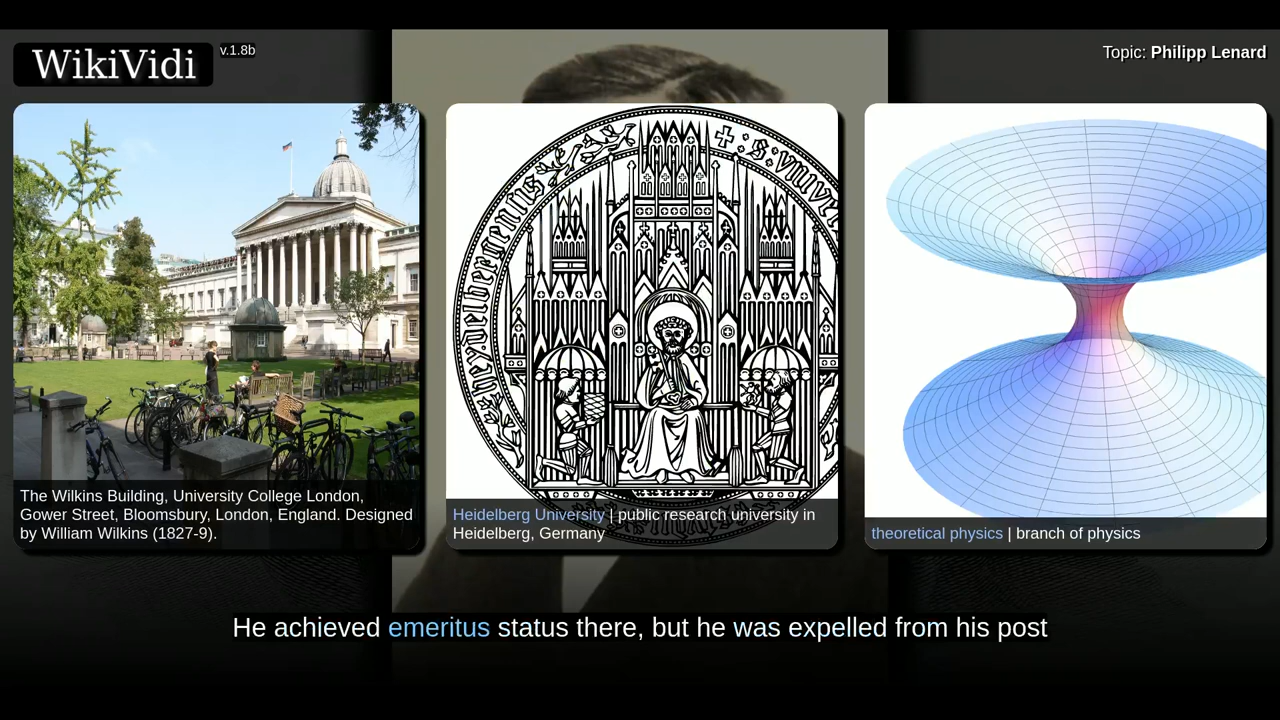 WikiVidi
v.1.8b
Topic: Philipp Lenard
The Wilkins Building, University College London,
Gower Street, Bloomsbury, London, England. Designed
by William Wilkins (1827-9).
Heidelberg University | public research university in
Heidelberg, Germany
theoretical physics | branch of physics
He achieved emeritus status there, but he was expelled from his post